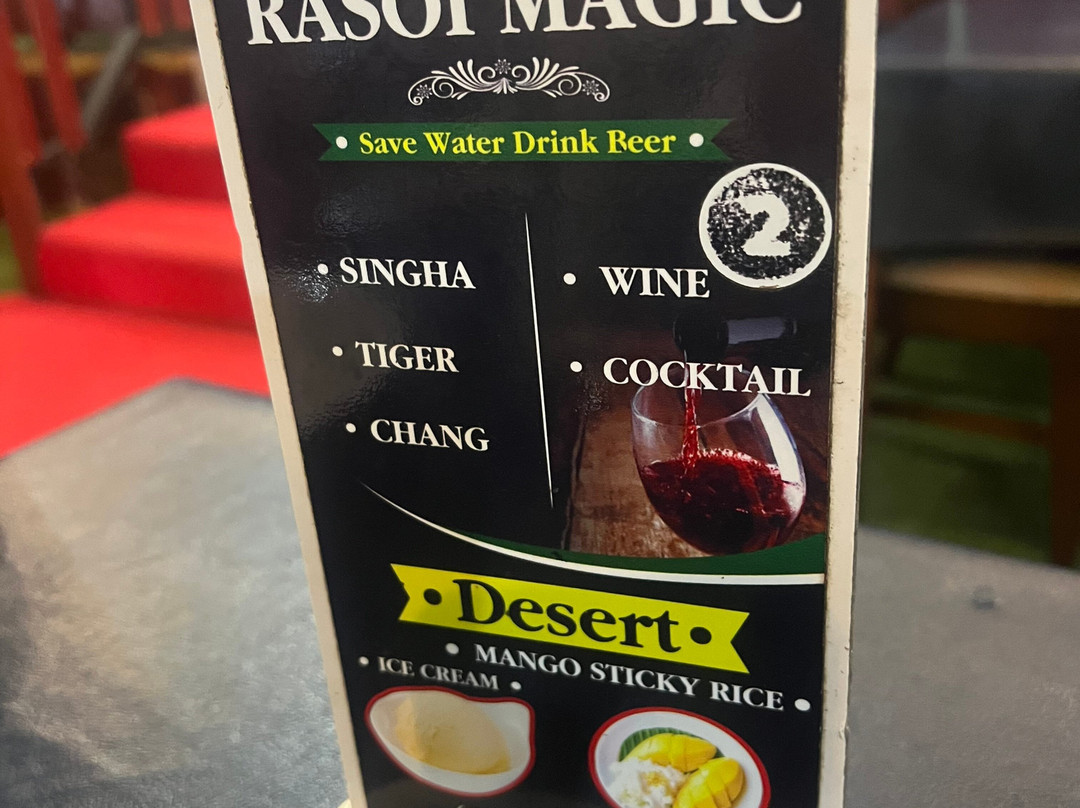 RASOI MAGIC
• Save Water Drink Beer •
2
• SINGHA
• TIGER
• CHANG
• WINE
• COCKTAIL
• Desert •
• MANGO STICKY RICE •
• ICE CREAM •